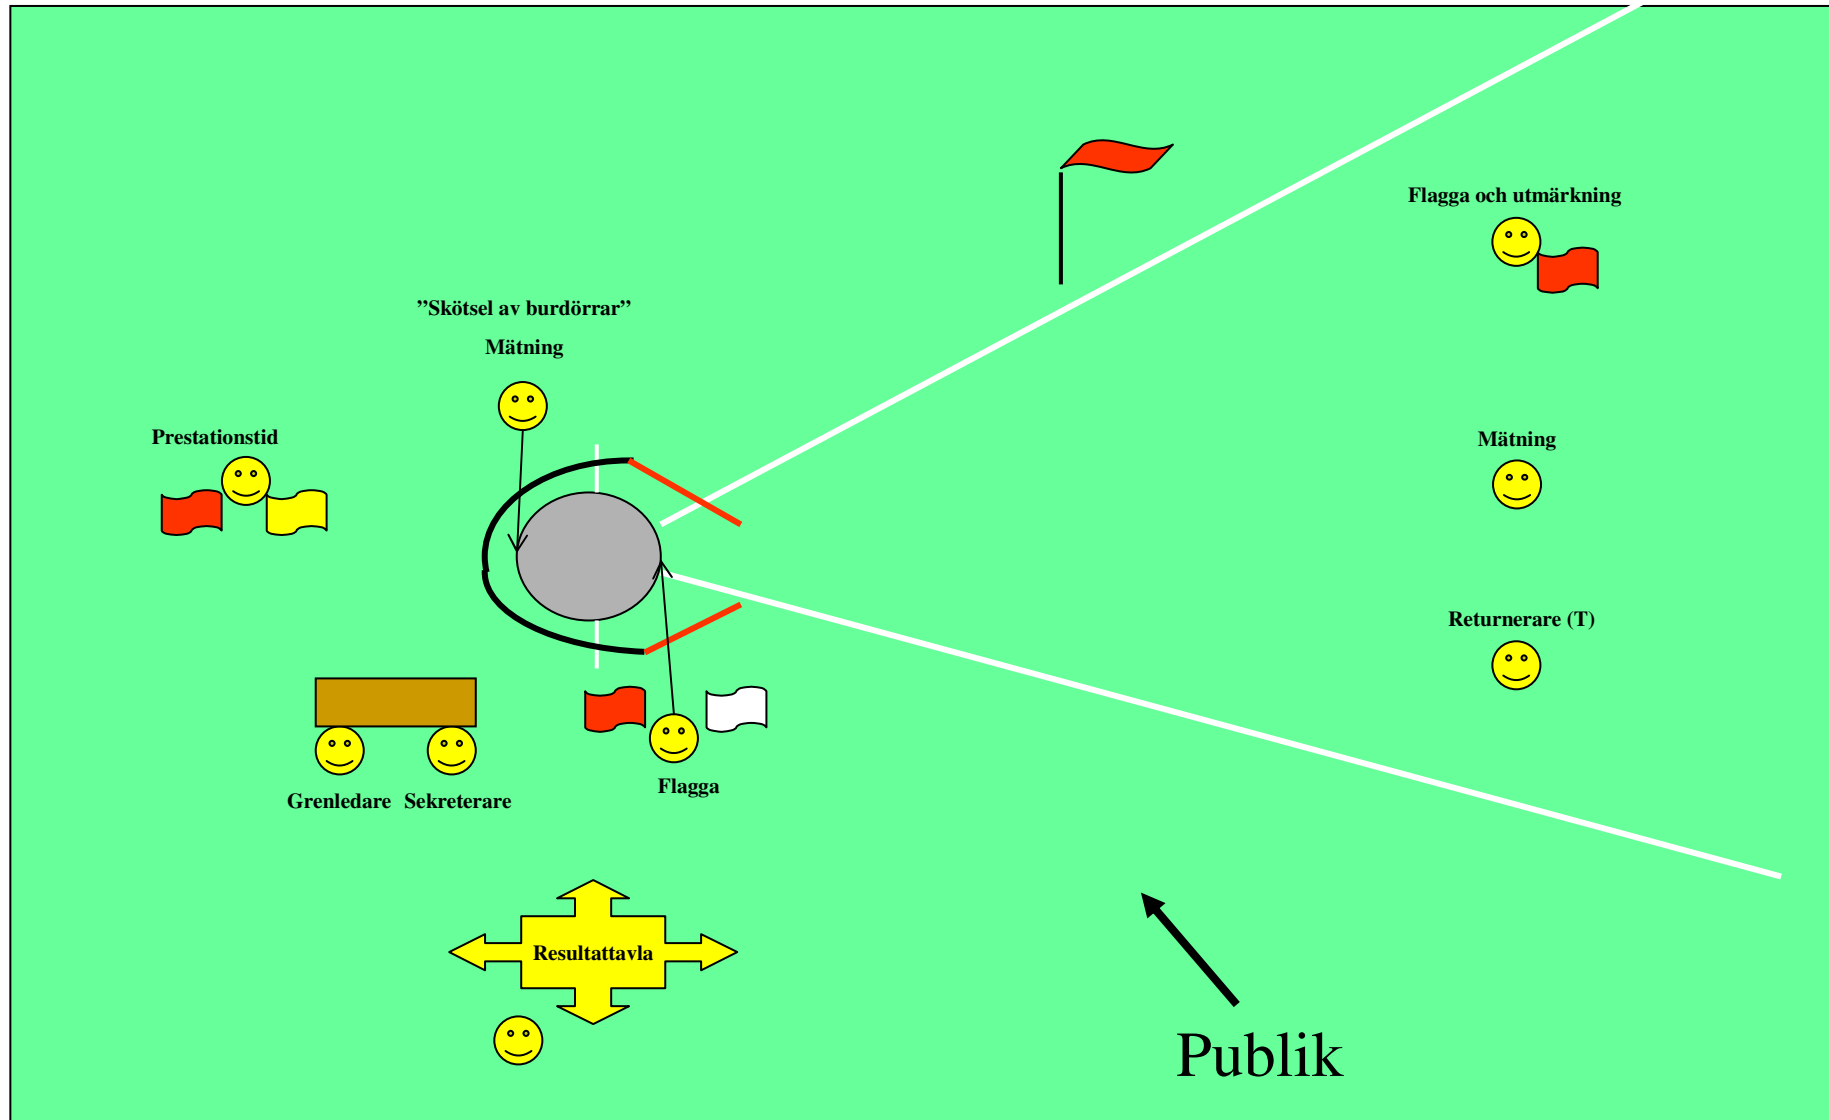 Flagga och utmärkning
”Skötsel av burdörrar”
Mätning
Prestationstid
Mätning
Returnerare (T)
Flagga
Grenledare Sekreterare
Resultattavla
Publik